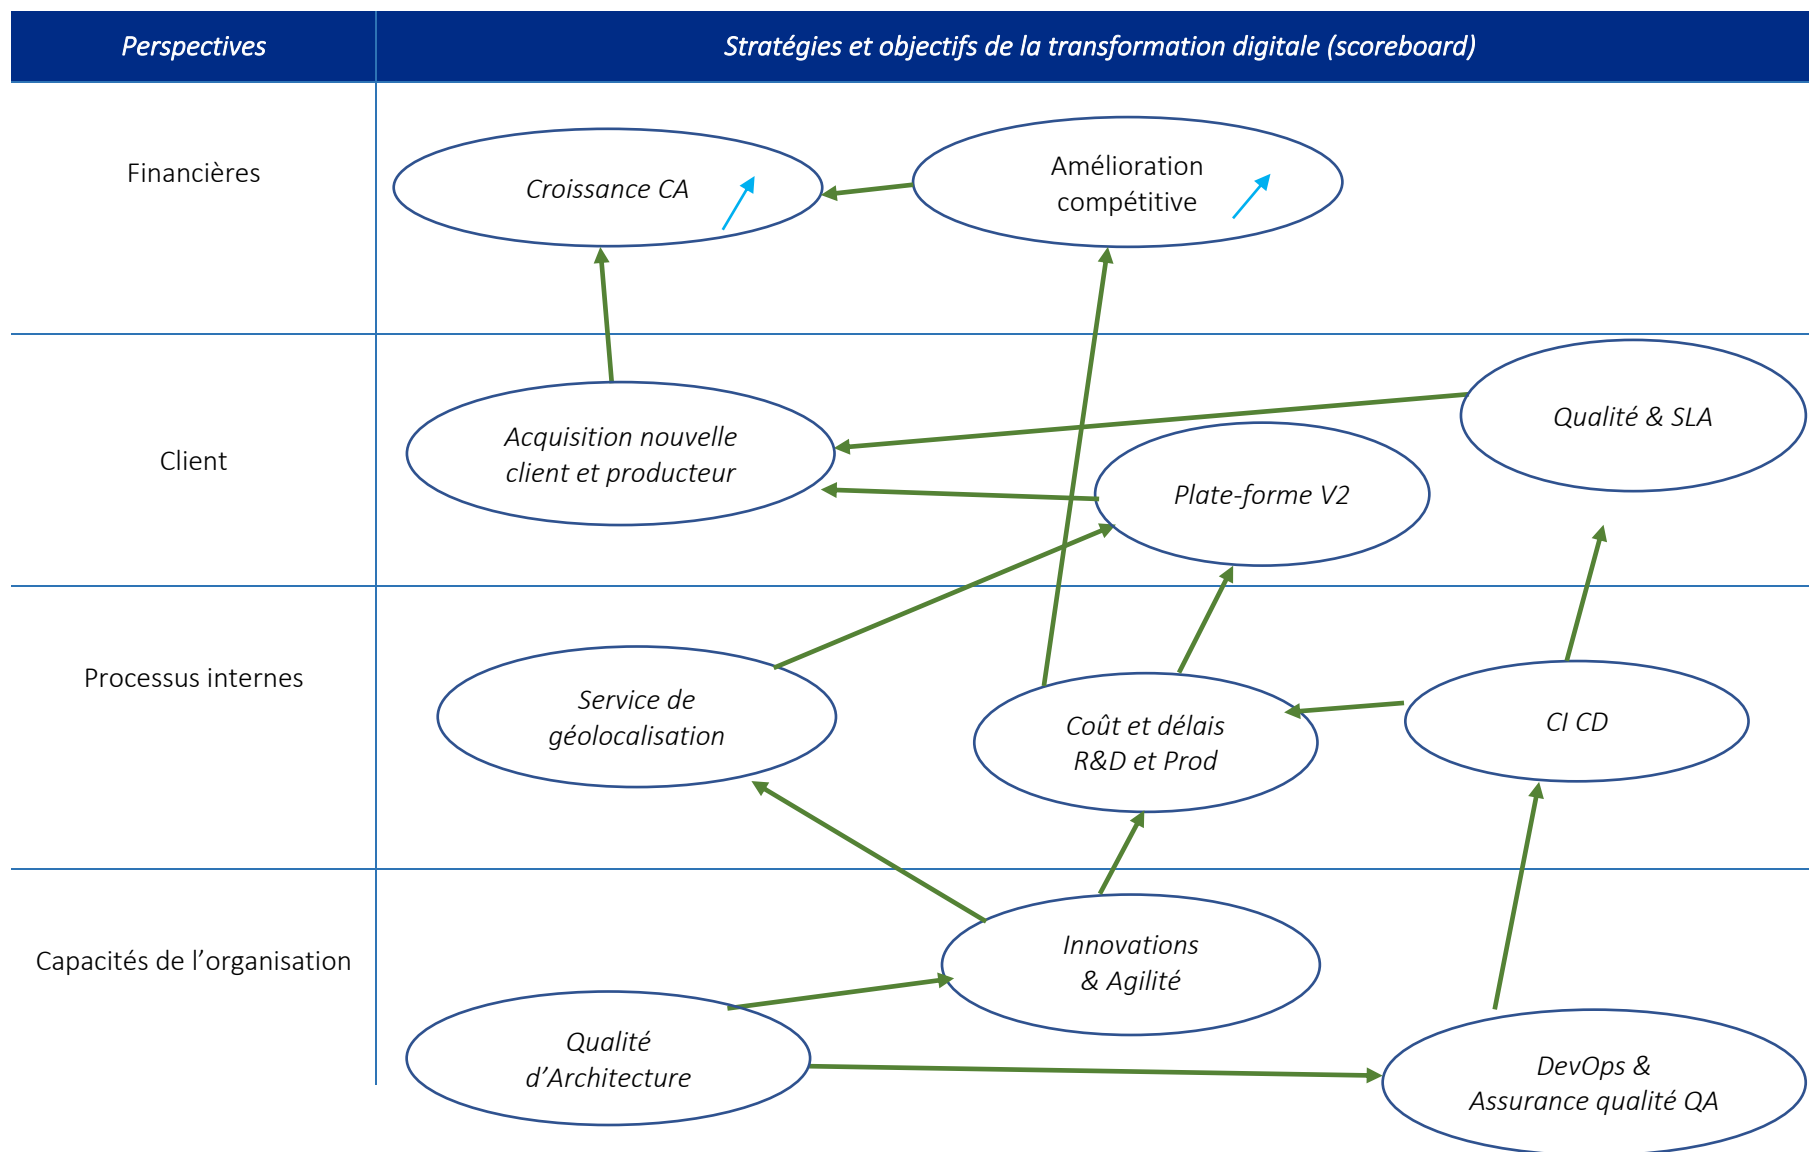 Perspectives
Stratégies et objectifs de la transformation digitale (scoreboard)
Financières
Croissance CA
Amélioration
compétitive
Client
Acquisition nouvelle
client et producteur
Plate-forme V2
Qualité & SLA
Processus internes
Service de
géolocalisation
Coût et délais
R&D et Prod
CI CD
Capacités de l’organisation
Innovations
& Agilité
Qualité
d’Architecture
DevOps &
Assurance qualité QA